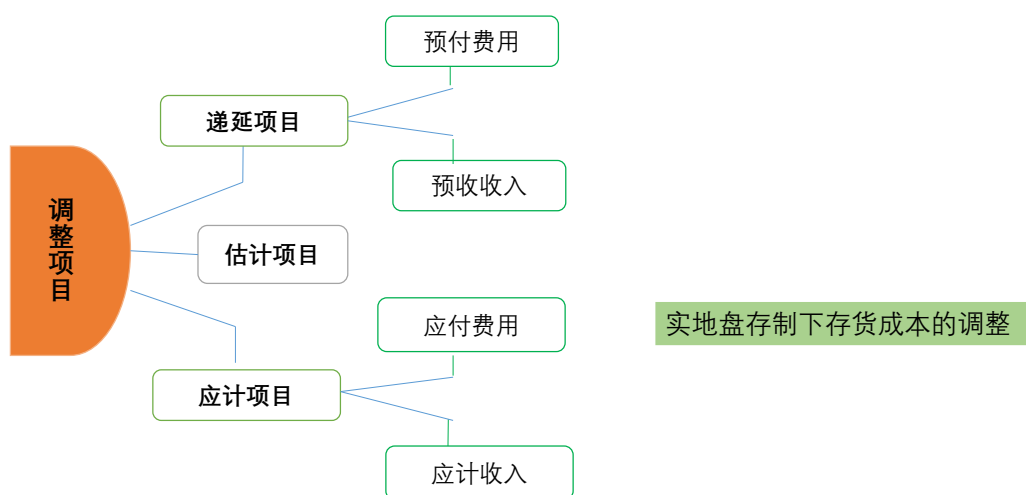 预付费用
递延项目
预收收入
调整项目
估计项目
应付费用
实地盘存制下存货成本的调整
应计项目
应计收入